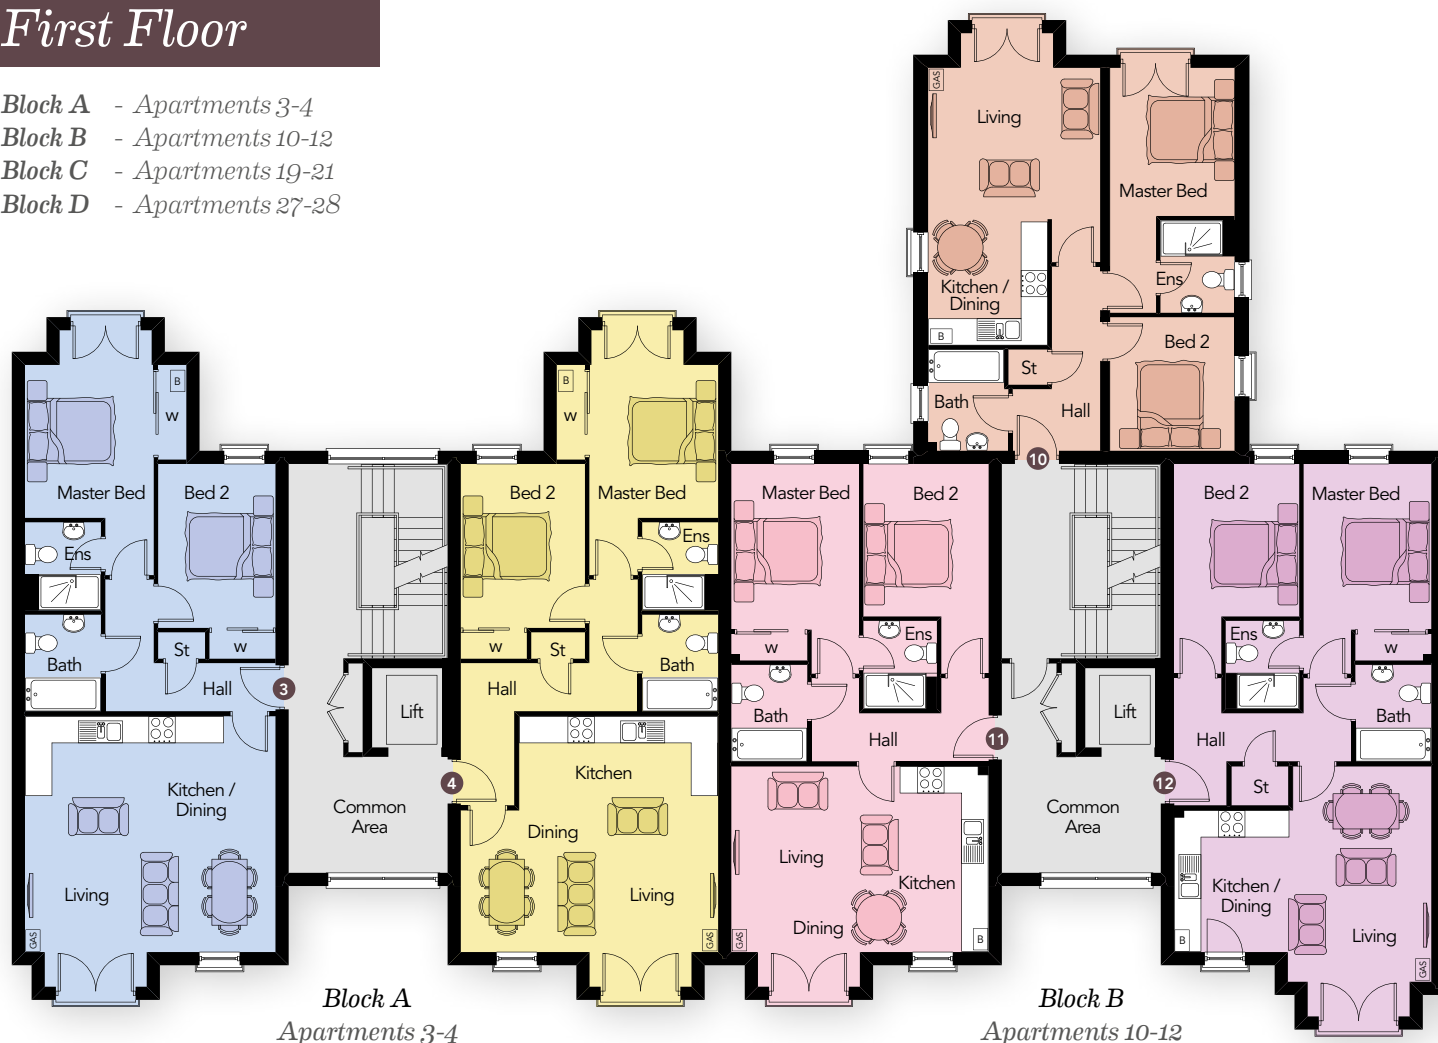 First Floor
Block A - Apartments 3-4
Block B - Apartments 10-12
Block C - Apartments 19-21
Block D - Apartments 27-28
GAS
Living
Master Bed
Kitchen /
Dining
Ens
B
Bed 2
St
Bath
Hall
10
B
W
Master Bed
Bed 2
Ens
St
W
Bath
Hall
3
Kitchen /
Dining
Living
GAS
Lift
Common
Area
B
W
Bed 2
Master Bed
Ens
W
St
Bath
Hall
4
Kitchen
Dining
Living
GAS
Block A
Apartments 3-4
Master Bed
Bed 2
W
Ens
Bath
Hall
11
Living
Kitchen
Dining
GAS
B
Lift
Common
Area
Bed 2
Master Bed
Ens
W
Bath
Hall
12
St
Kitchen /
Dining
Living
B
GAS
Block B
Apartments 10-12